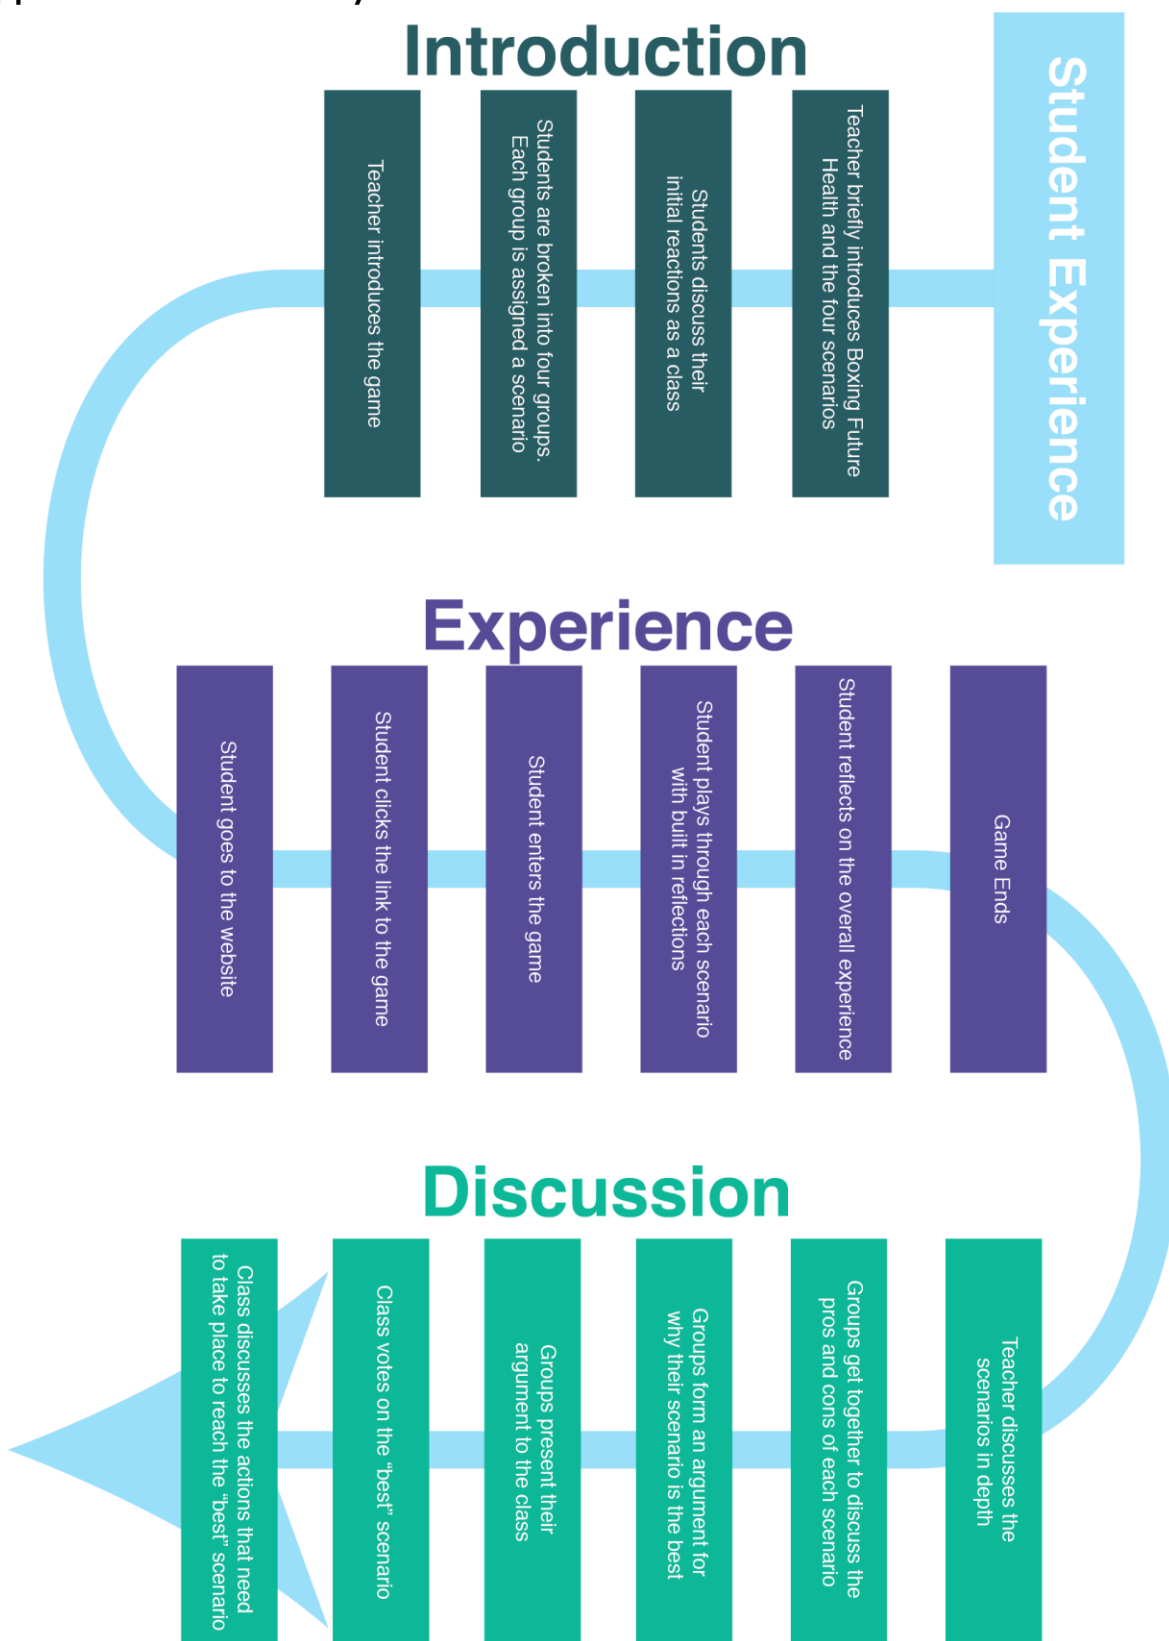 Student Experience
Introduction
Teacher briefly introduces Boxing Future
Health and the four scenarios
Students discuss their
initial reactions as a class
Students are broken into four groups.
Each group is assigned a scenario
Teacher introduces the game
Experience
Student goes to the website
Student clicks the link to the game
Student enters the game
Student plays through each scenario
with built in reflections
Student reflects on the overall experience
Game Ends
Discussion
Teacher discusses the
scenarios in depth
Groups get together to discuss the
pros and cons of each scenario
Groups form an argument for
why their scenario is the best
Groups present their
argument to the class
Class votes on the “best” scenario
Class discusses the actions that need
to take place to reach the “best” scenario